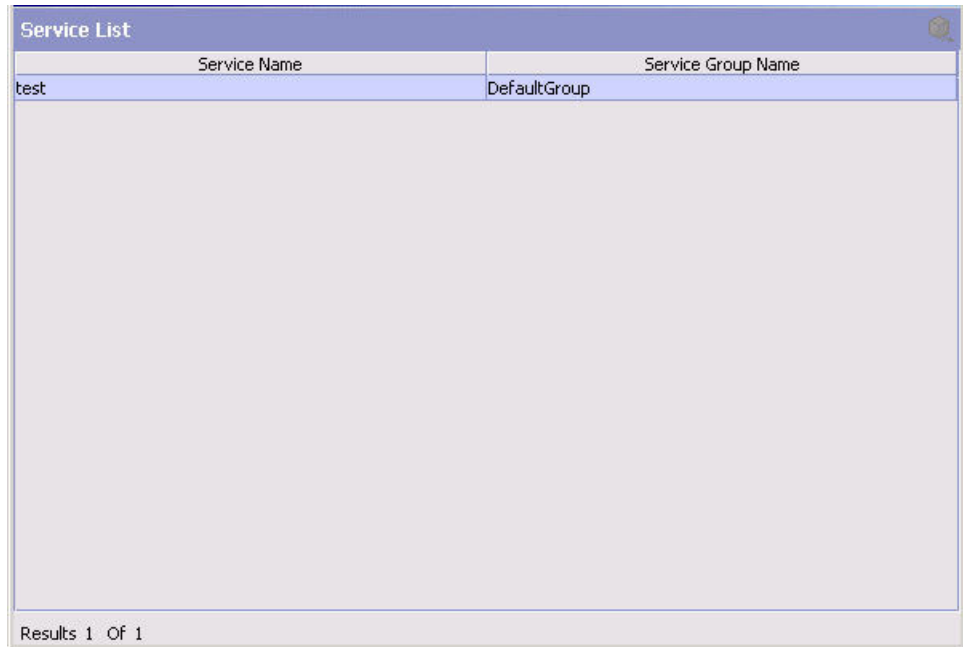 Service List
Service Name Service Group Name
test DefaultGroup
Results 1 Of 1